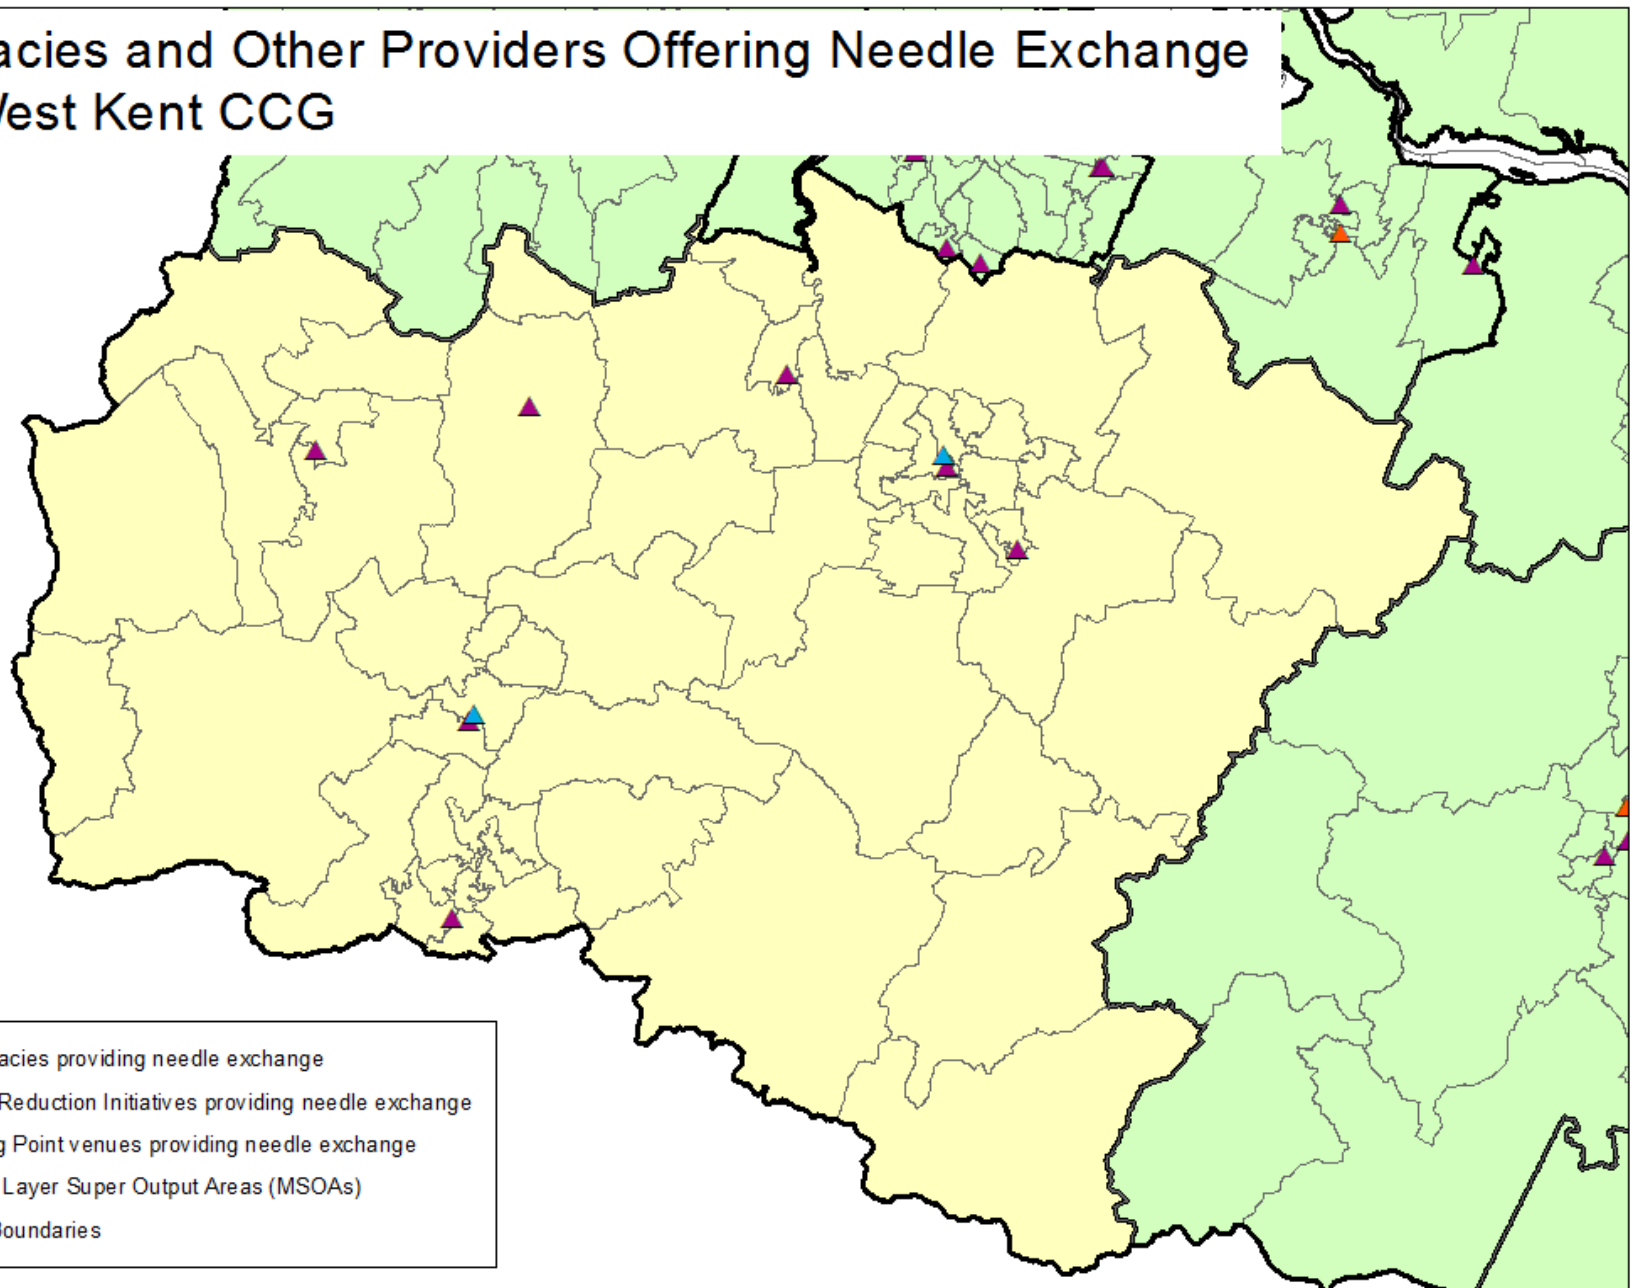 acies and Other Providers Offering Needle Exchange
West Kent CCG
acies providing needle exchange
Reduction Initiatives providing needle exchange
g Point venues providing needle exchange
Layer Super Output Areas (MSOAs)
Boundaries